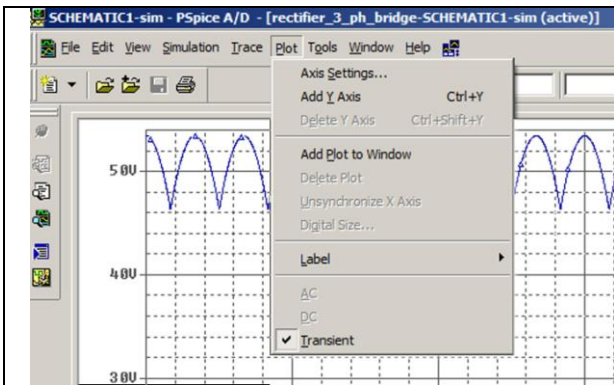 SCHEMATIC1-sim - PSpice A/D - [rectifier_3_ph_bridge-SCHEMATIC1-sim (active)]
File Edit View Simulation Trace Plot Tools Window Help
Axis Settings...
Add Y Axis Ctrl+Y
Delete Y Axis Ctrl+Shift+Y
Add Plot to Window
Delete Plot
Unsynchronize X Axis
Digital Size...
Label
AC
DC
Transient
50V
40V
30V